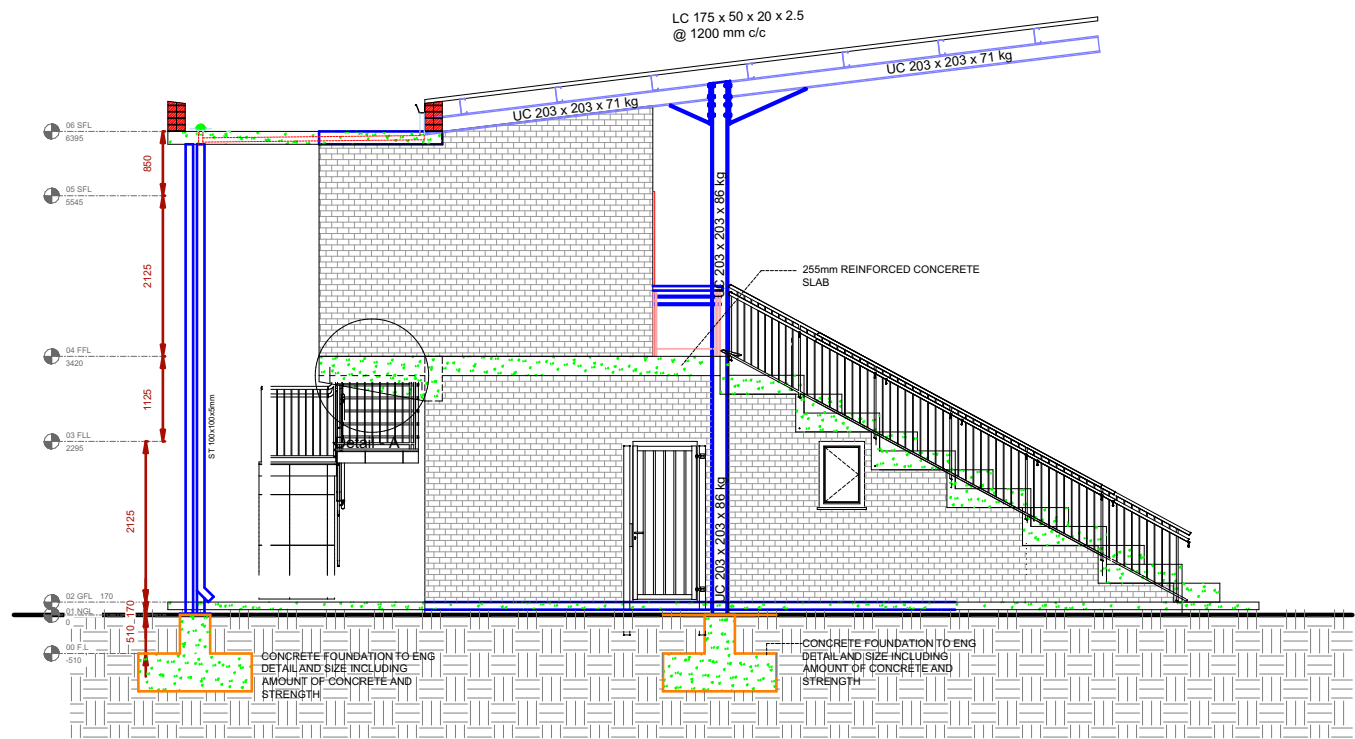 LC 175 x 50 x 20 x 2.5
@ 1200 mm c/c
UC 203 x 203 x 71 kg
UC 203 x 203 x 71 kg
06 SFL
6395
850
05 SFL
5545
2125
UC 203 x 203 x 86 kg
255mm REINFORCED CONCERETE
SLAB
04 FFL
3420
1125
ST 100x100x5mm
Detail - A
03 FLL
2295
2125
UC 203 x 203 x 86 kg
02 GFL 170
170
01 NGL
0
510
00 F.L
-510
CONCRETE FOUNDATION TO ENG
DETAIL AND SIZE INCLUDING
AMOUNT OF CONCRETE AND
STRENGTH
CONCRETE FOUNDATION TO ENG
DETAIL AND SIZE INCLUDING
AMOUNT OF CONCRETE AND
STRENGTH